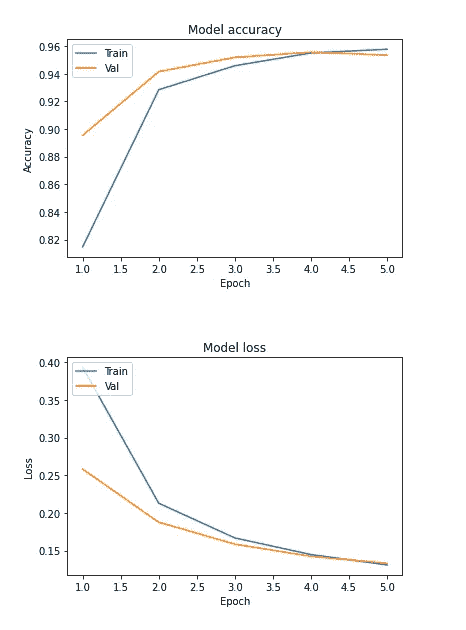 Model accuracy
0.96
0.94
0.92
0.90
0.88
0.86
0.84
0.82
Accuracy
Train
Val
1.0 1.5 2.0 2.5 3.0 3.5 4.0 4.5 5.0
Epoch
Model loss
0.40
0.35
0.30
0.25
0.20
0.15
Loss
Train
Val
1.0 1.5 2.0 2.5 3.0 3.5 4.0 4.5 5.0
Epoch